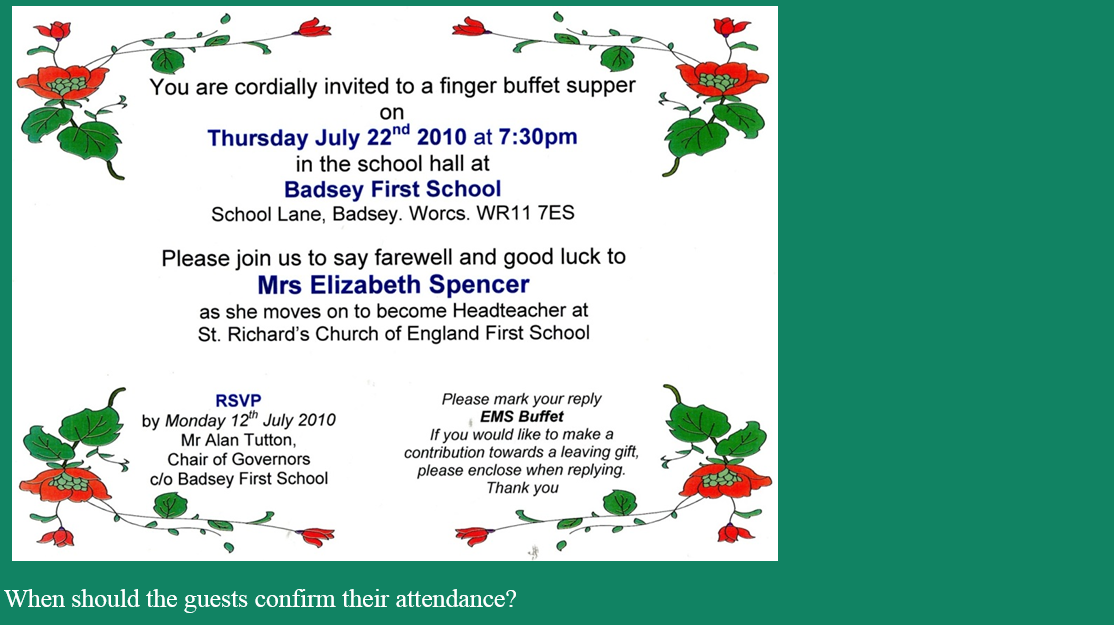 You are cordially invited to a finger buffet supper
on
Thursday July 22nd 2010 at 7:30pm
in the school hall at
Badsey First School
School Lane, Badsey. Worcs. WR11 7ES
Please join us to say farewell and good luck to
Mrs Elizabeth Spencer
as she moves on to become Headteacher at
St. Richard's Church of England First School
RSVP
by Monday 12th July 2010
Mr Alan Tutton,
Chair of Governors
c/o Badsey First School
Please mark your reply
EMS Buffet
If you would like to make a
contribution towards a leaving gift,
please enclose when replying.
Thank you
When should the guests confirm their attendance?